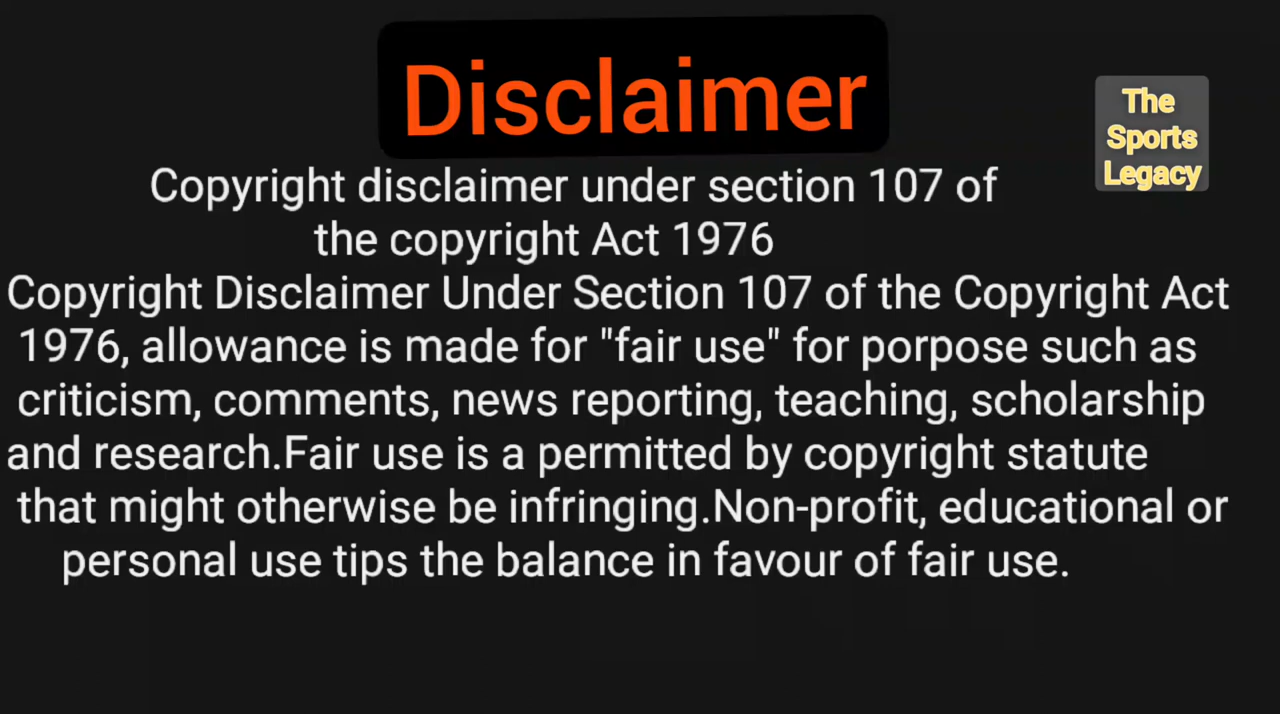 Disclaimer
The
Sports
Legacy
Copyright disclaimer under section 107 of
the copyright Act 1976
Copyright Disclaimer Under Section 107 of the Copyright Act
1976, allowance is made for "fair use" for porpose such as
criticism, comments, news reporting, teaching, scholarship
and research.Fair use is a permitted by copyright statute
that might otherwise be infringing.Non-profit, educational or
personal use tips the balance in favour of fair use.